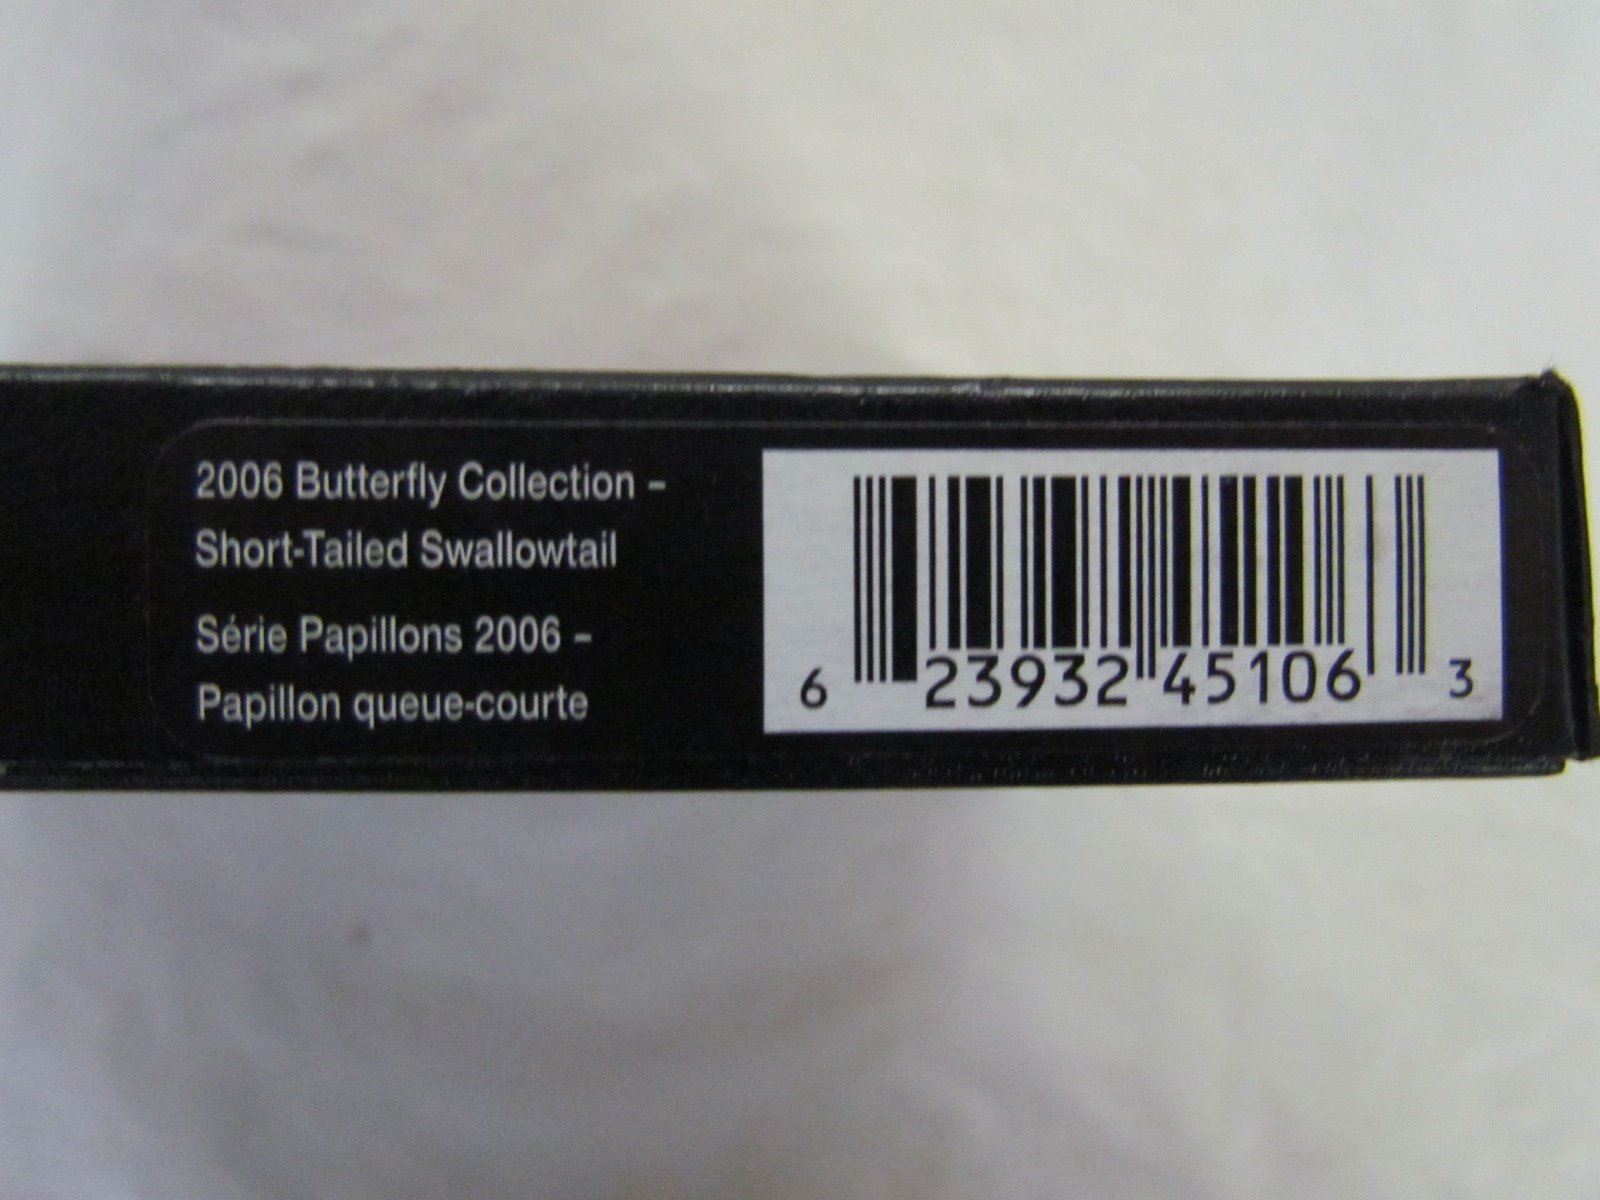 2006 Butterfly Collection –
Short-Tailed Swallowtail
Série Papillons 2006 –
Papillon queue-courte
6 23932 45106 3